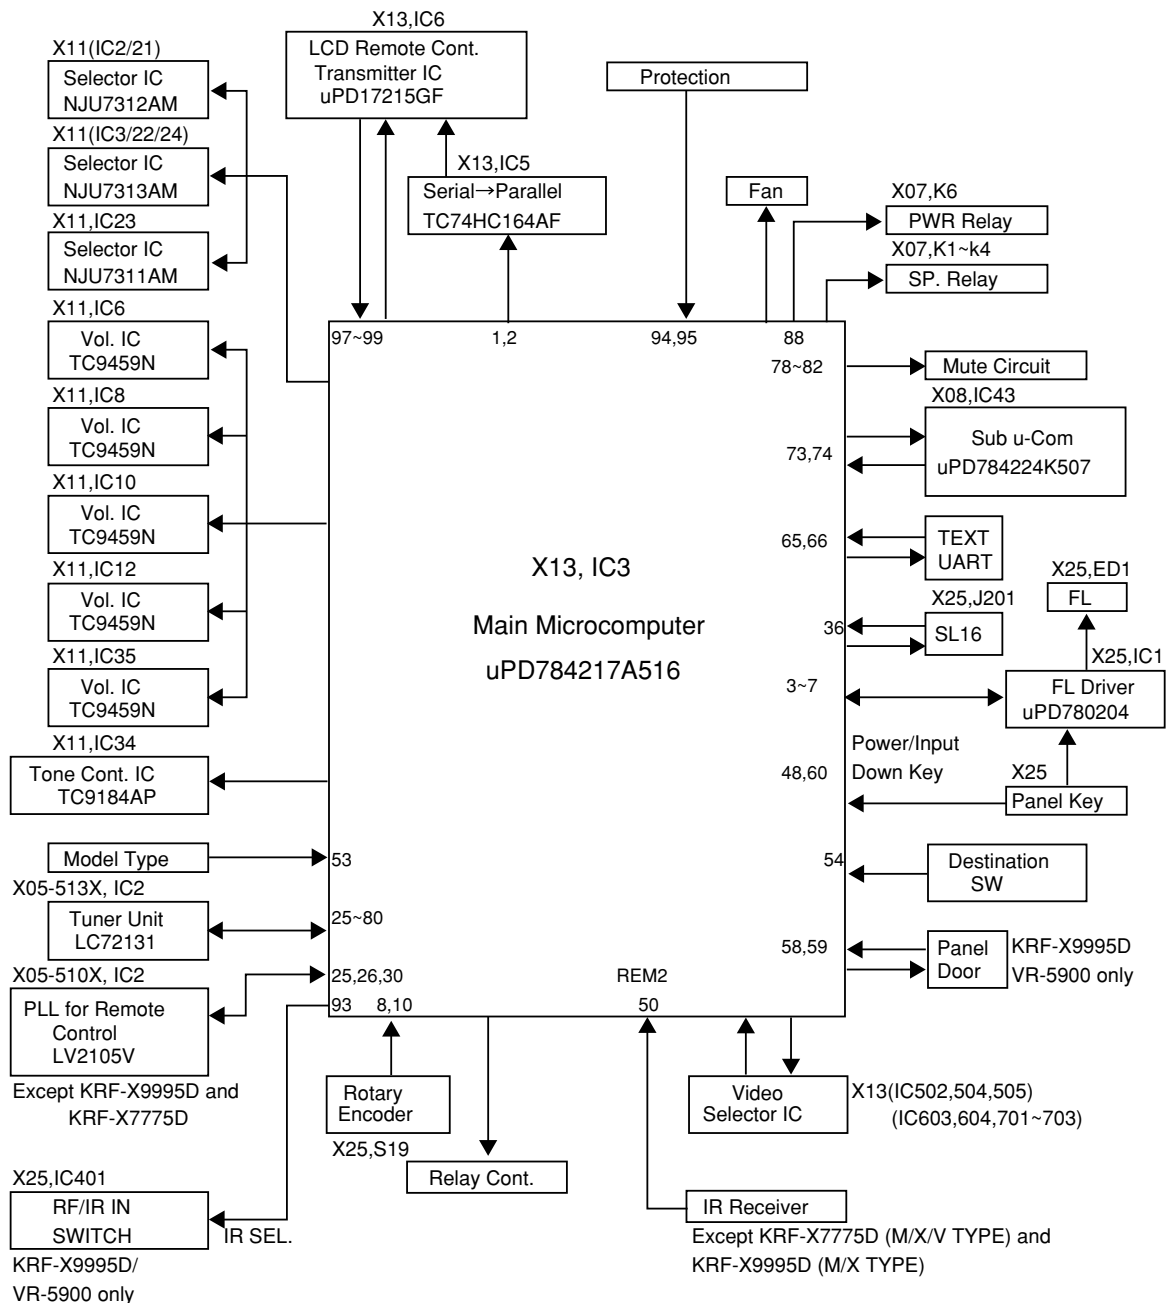 X13,IC6
LCD Remote Cont.
Transmitter IC
uPD17215GF
Protection
X11(IC2/21)
Selector IC
NJU7312AM
X11(IC3/22/24)
Selector IC
NJU7313AM
X11,IC23
Selector IC
NJU7311AM
X13,IC5
Serial→Parallel
TC74HC164AF
Fan
X07,K6
PWR Relay
X07,K1~k4
SP. Relay
X11,IC6
Vol. IC
TC9459N
X11,IC8
Vol. IC
TC9459N
X11,IC10
Vol. IC
TC9459N
X11,IC12
Vol. IC
TC9459N
X11,IC35
Vol. IC
TC9459N
X11,IC34
Tone Cont. IC
TC9184AP
Model Type
X05-513X, IC2
Tuner Unit
LC72131
X05-510X, IC2
PLL for Remote
Control
LV2105V
Except KRF-X9995D and
KRF-X7775D
X25,IC401
RF/IR IN
SWITCH
IR SEL.
KRF-X9995D/
VR-5900 only
97~99
1,2
94,95
88
78~82
73,74
65,66
36
3~7
48,60
54
58,59
53
25~80
25,26,30
93
8,10
REM2
50
X13, IC3
Main Microcomputer
uPD784217A516
Mute Circuit
X08,IC43
Sub u-Com
uPD784224K507
TEXT
UART
X25,J201
SL16
X25,ED1
FL
X25,IC1
FL Driver
uPD780204
Power/Input
Down Key
X25
Panel Key
Destination
SW
Panel
Door
KRF-X9995D
VR-5900 only
Rotary
Encoder
X25,S19
Relay Cont.
Video
Selector IC
X13(IC502,504,505)
(IC603,604,701~703)
IR Receiver
Except KRF-X7775D (M/X/V TYPE) and
KRF-X9995D (M/X TYPE)